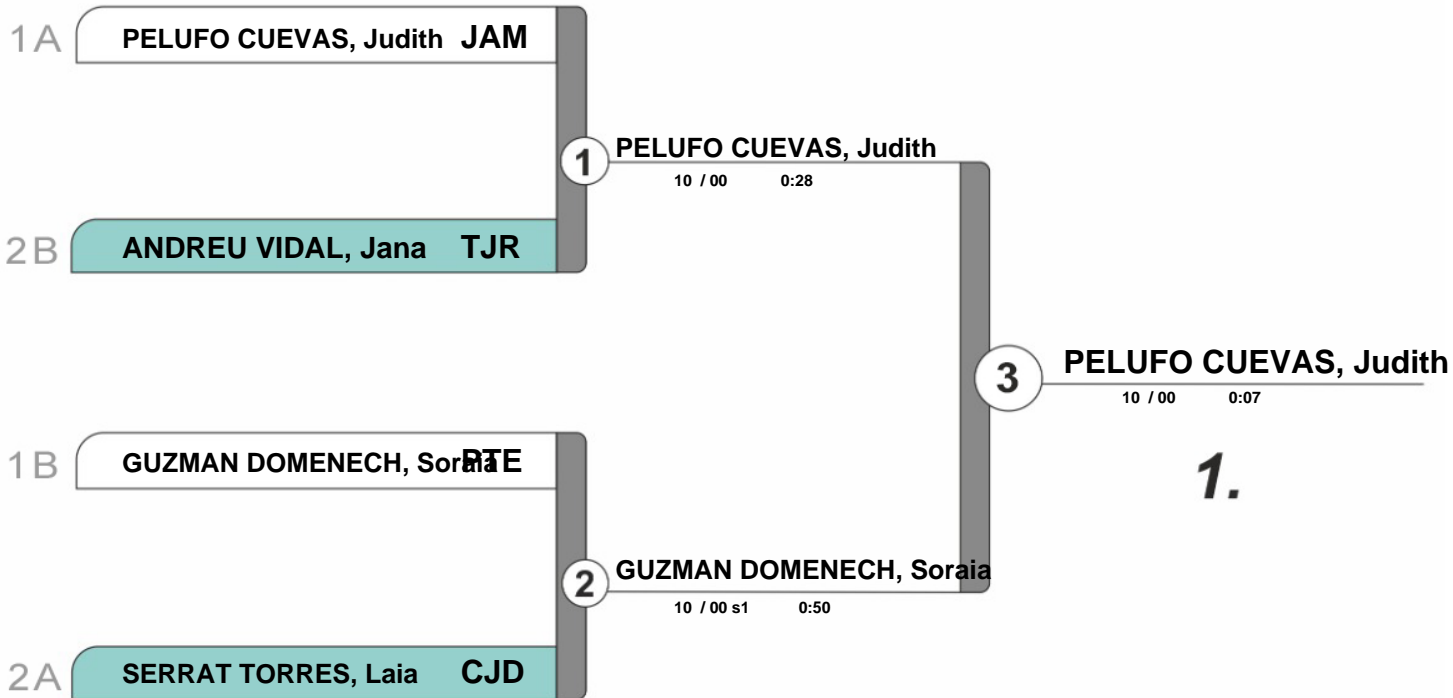 1A PELUFO CUEVAS, Judith JAM
1 PELUFO CUEVAS, Judith
10 / 00 0:28
2B ANDREU VIDAL, Jana TJR
3 PELUFO CUEVAS, Judith
10 / 00 0:07
1B GUZMAN DOMENECH, Soraia PTE
1.
2 GUZMAN DOMENECH, Soraia
10 / 00 s1 0:50
2A SERRAT TORRES, Laia CJD